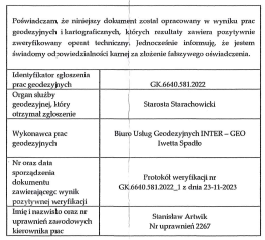 Poświadczam, że niniejszy dokument został opracowany w wyniku prac
geodezyjnych i kartograficznych, których rezultaty zawiera pozytywnie
zweryfikowany operat techniczny. Jednocześnie informuję, że jestem
świadomy odpowiedzialności karnej za złożenie fałszywego oświadczenia.
Identyfikator zgłoszenia
prac geodezyjnych
GK.6640.581.2022
Organ służby
geodezyjnej, który
otrzymał zgłoszenie
Starosta Starachowicki
Wykonawca prac
geodezyjnych
Biuro Usług Geodezyjnych INTER – GEO
Iwetta Spadło
Nr oraz data
sporządzenia
dokumentu
zawierającego wynik
pozytywnej weryfikacji
Protokół weryfikacji nr
GK.6640.581.2022_1 z dnia 23-11-2023
Imię i nazwisko oraz nr
uprawnień zawodowych
kierownika prac
Stanisław Artwik
Nr uprawnień 2267